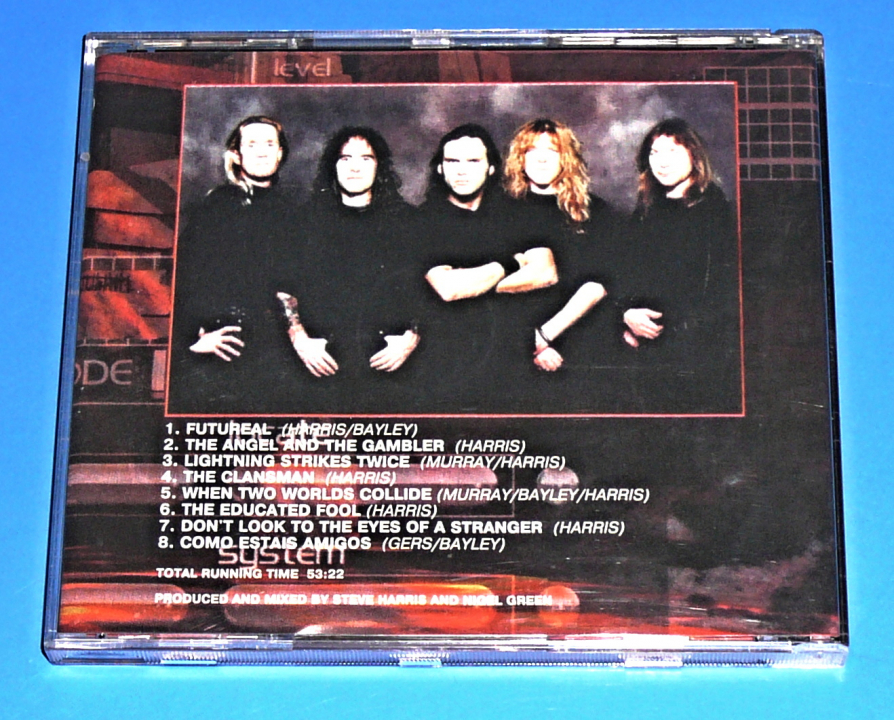 level
ODE
1. FUTUREAL (HARRIS/BAYLEY)
2. THE ANGEL AND THE GAMBLER (HARRIS)
3. LIGHTNING STRIKES TWICE (MURRAY/HARRIS)
4. THE CLANSMAN (HARRIS)
5. WHEN TWO WORLDS COLLIDE (MURRAY/BAYLEY/HARRIS)
6. THE EDUCATED FOOL (HARRIS)
7. DON'T LOOK TO THE EYES OF A STRANGER (HARRIS)
8. COMO ESTAIS AMIGOS (GERS/BAYLEY)
system
TOTAL RUNNING TIME 53:22
PRODUCED AND MIXED BY STEVE HARRIS AND NIGEL GREEN